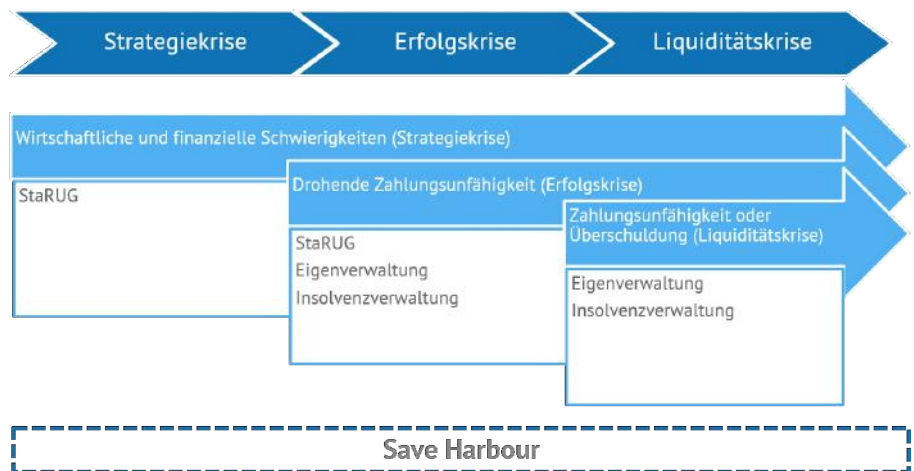 Strategiekrise
Erfolgskrise
Liquiditätskrise
Wirtschaftliche und finanzielle Schwierigkeiten (Strategiekrise)
StaRUG
Drohende Zahlungsunfähigkeit (Erfolgskrise)
StaRUG
Eigenverwaltung
Insolvenzverwaltung
Zahlungsunfähigkeit oder
Überschuldung (Liquiditätskrise)
Eigenverwaltung
Insolvenzverwaltung
Save Harbour